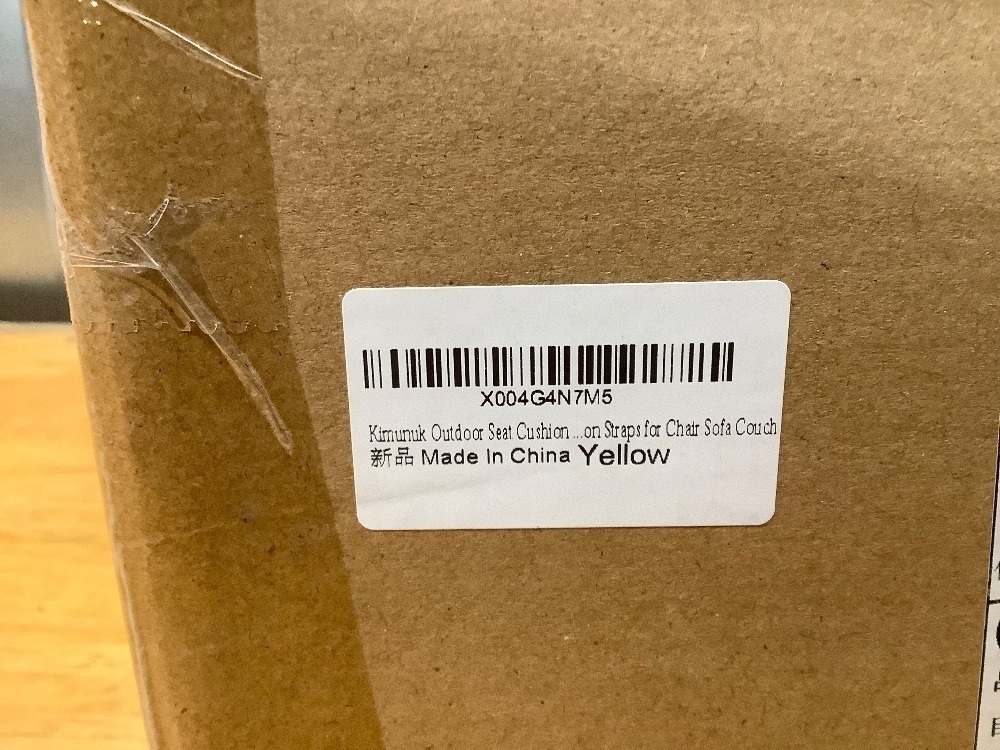 X004G4N7M5
Kimunuk Outdoor Seat Cushion ...on Straps for Chair Sofa Couch
新品 Made In China Yellow